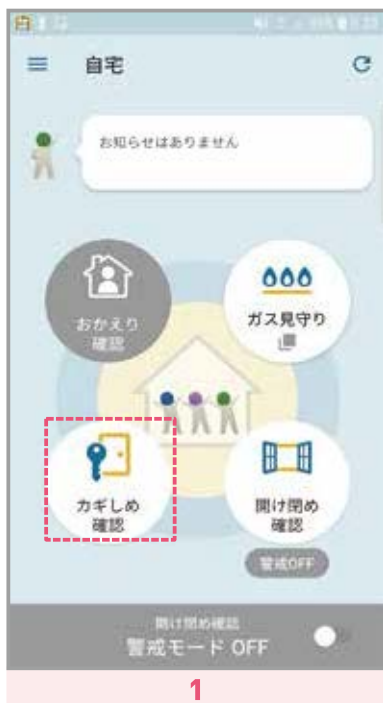 自宅
お知らせはありません
おかえり
確認
ガス見守り
カギしめ
確認
開け閉め
確認
警戒OFF
開け閉め確認
警戒モード OFF
1